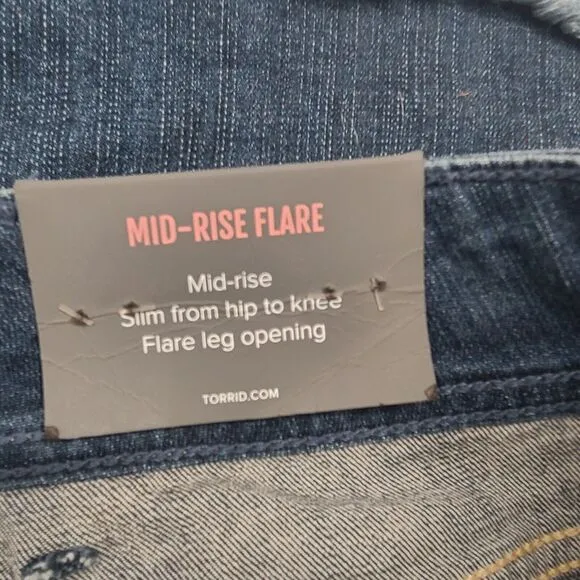 MID-RISE FLARE
Mid-rise
Slim from hip to knee
Flare leg opening
TORRID.COM